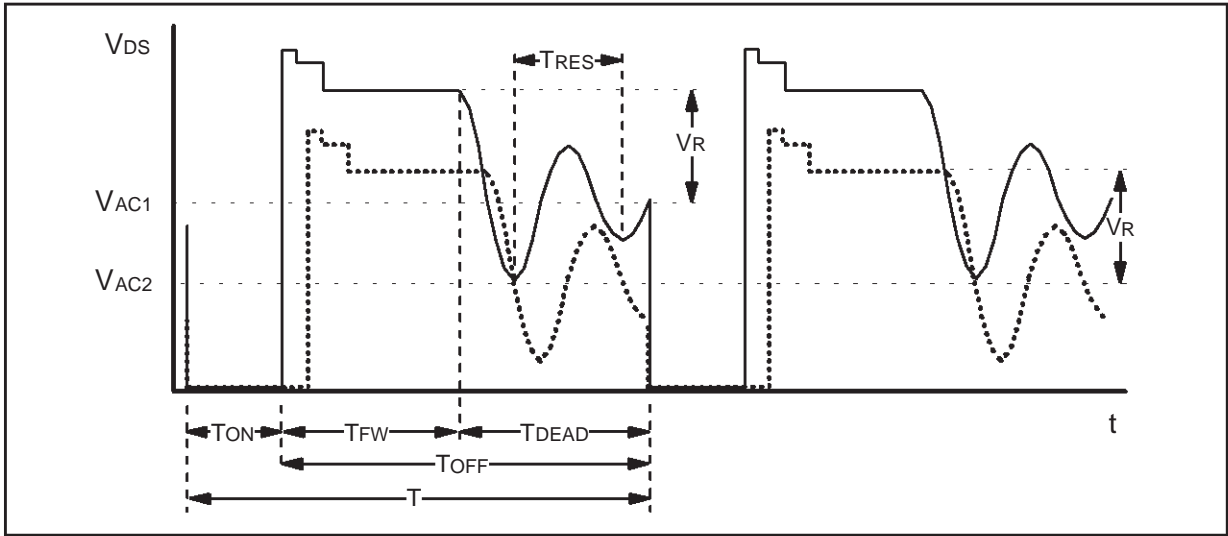 VDS
TRES
VR
VAC1
VR
VAC2
t
TON
TFW
TDEAD
TOFF
T